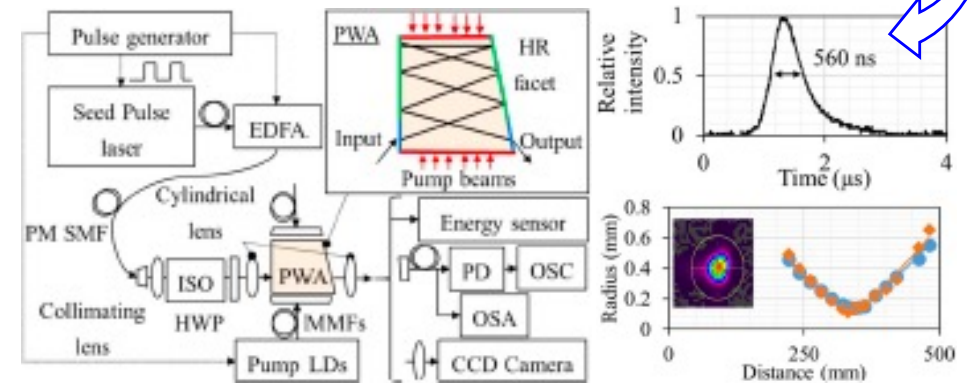 Pulse generator
Seed Pulse
laser
EDFA
PM SMF
Cylindrical
lens
Collimating
lens
ISO
HWP
PWA
MMFs
Pump LDs
PWA
HR
facet
Input
Output
Pump beams
Energy sensor
PD
OSC
OSA
CCD Camera
Relative
intensity
1
0.5
0
560 ns
0
2
4
Time (μs)
Radius (mm)
0.8
0.6
0.4
0.2
0
0
250
500
Distance (mm)